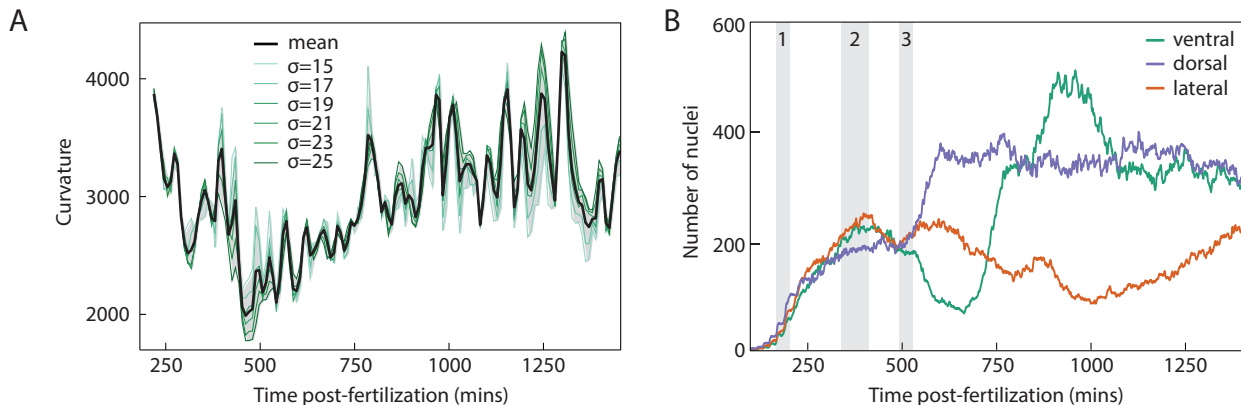 A
Curvature
4000
3000
2000
mean
σ=15
σ=17
σ=19
σ=21
σ=23
σ=25
250
500
750
1000
1250
Time post-fertilization (mins)
B
Number of nuclei
600
400
200
0
1
2
3
ventral
dorsal
lateral
250
500
750
1000
1250
Time post-fertilization (mins)